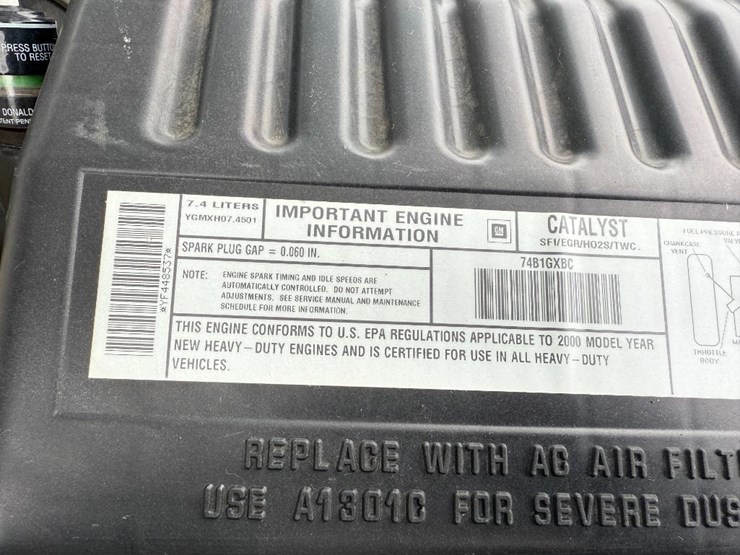 PRESS BUTTO
TO RESET
DONALD
TENT PEN
*YF448537*
7.4 LITERS
YGMXH07.4501
IMPORTANT ENGINE
INFORMATION
GM
CATALYST
SFI/EGR/HO2S/TWC.
SPARK PLUG GAP = 0.060 IN.
NOTE: ENGINE SPARK TIMING AND IDLE SPEEDS ARE
AUTOMATICALLY CONTROLLED. DO NOT ATTEMPT
ADJUSTMENTS. SEE SERVICE MANUAL AND MAINTENANCE
SCHEDULE FOR MORE INFORMATION.
74B1GXBC
THIS ENGINE CONFORMS TO U.S. EPA REGULATIONS APPLICABLE TO 2000 MODEL YEAR
NEW HEAVY-DUTY ENGINES AND IS CERTIFIED FOR USE IN ALL HEAVY-DUTY
VEHICLES.
FUEL PRESSURE
CRANKCASE
VENT
THROTTLE
BODY
REPLACE WITH AC AIR FILT
USE A1301C FOR SEVERE DUS